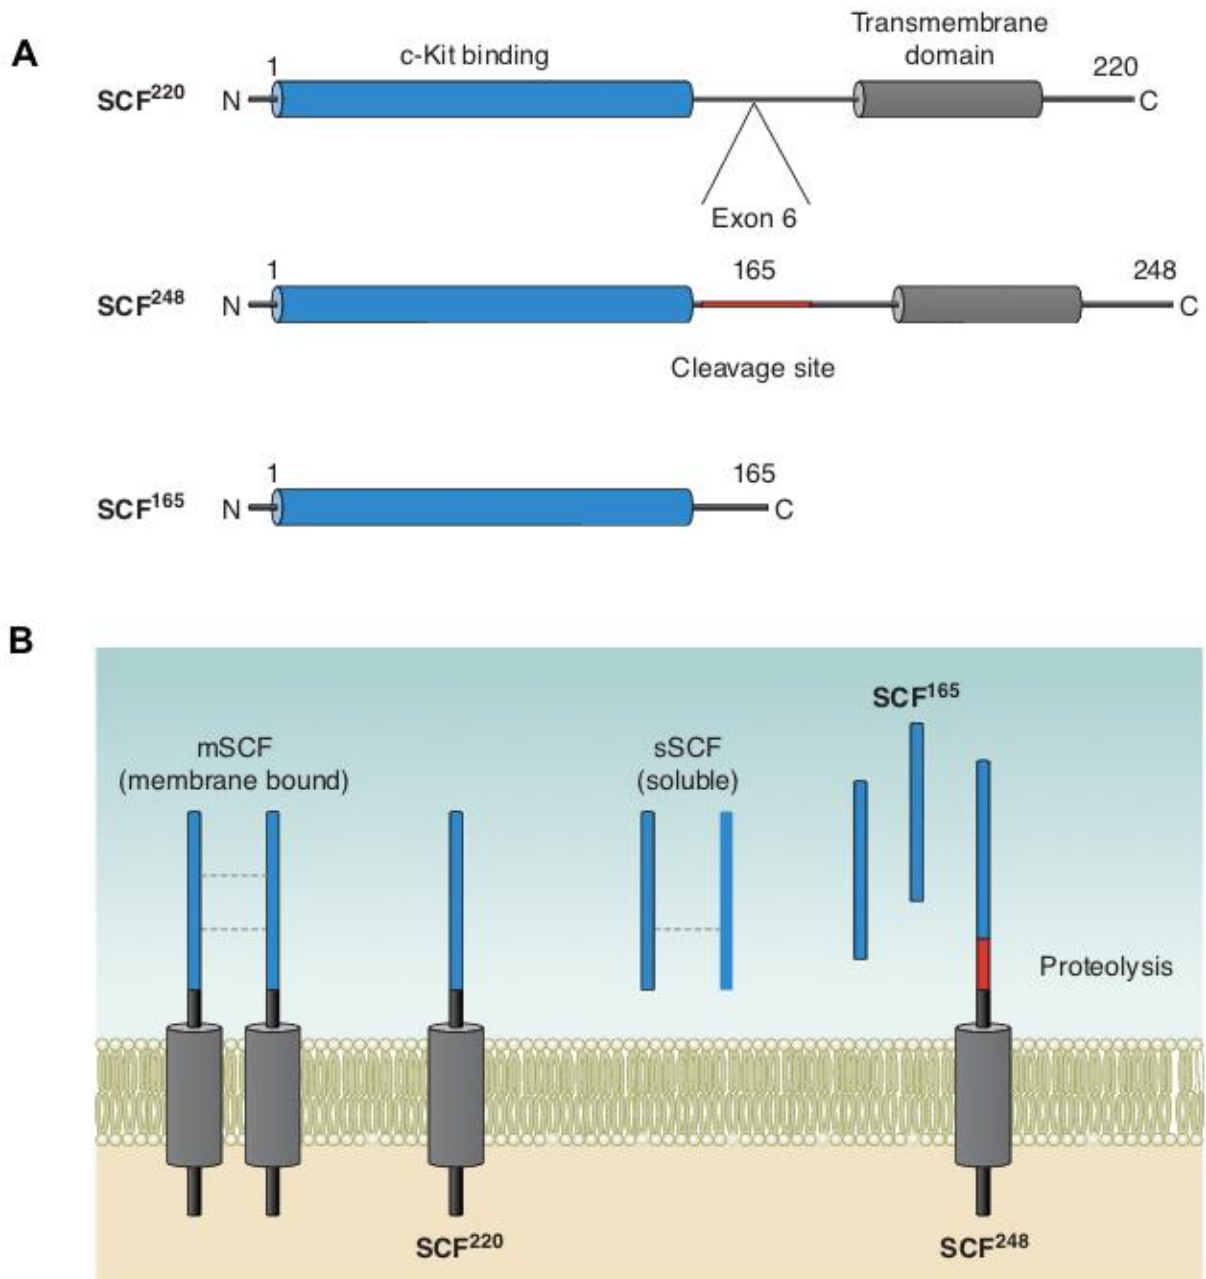 A
c-Kit binding
Transmembrane
domain
1
220
SCF²²⁰ N C
Exon 6
1
165
248
SCF²⁴⁸ N C
Cleavage site
1
165
SCF¹⁶⁵ N C
B
SCF¹⁶⁵
mSCF
(membrane bound)
sSCF
(soluble)
Proteolysis
SCF²²⁰
SCF²⁴⁸